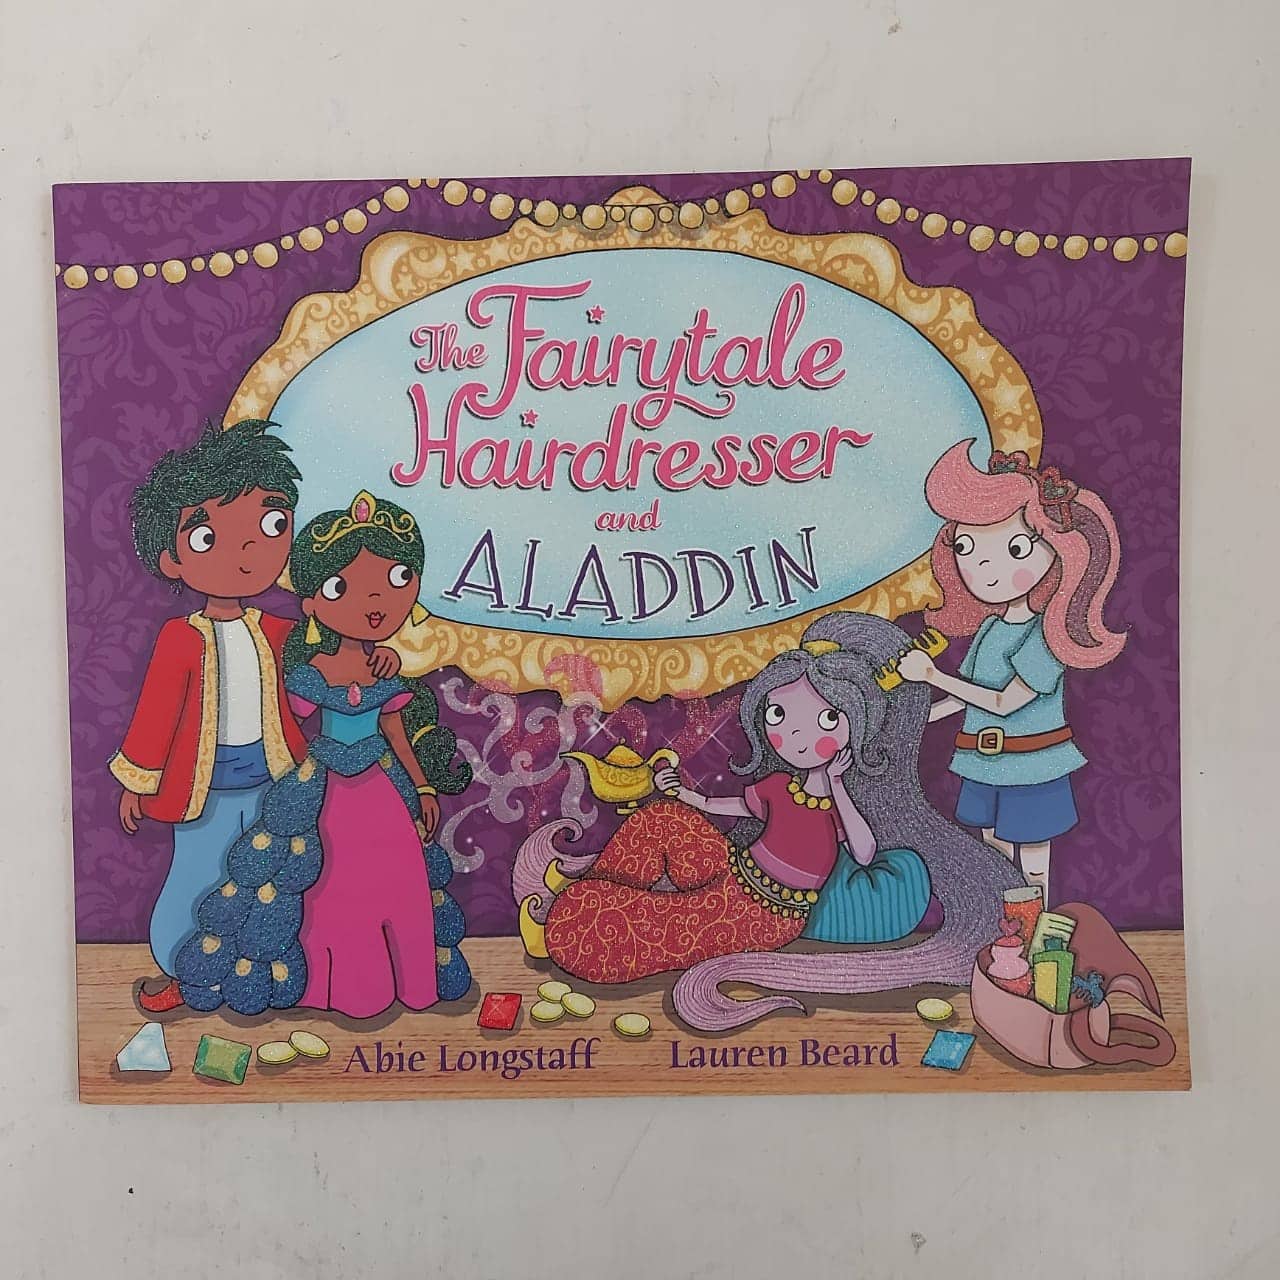 The Fairytale
Hairdresser
and
ALADDIN
Abie Longstaff
Lauren Beard